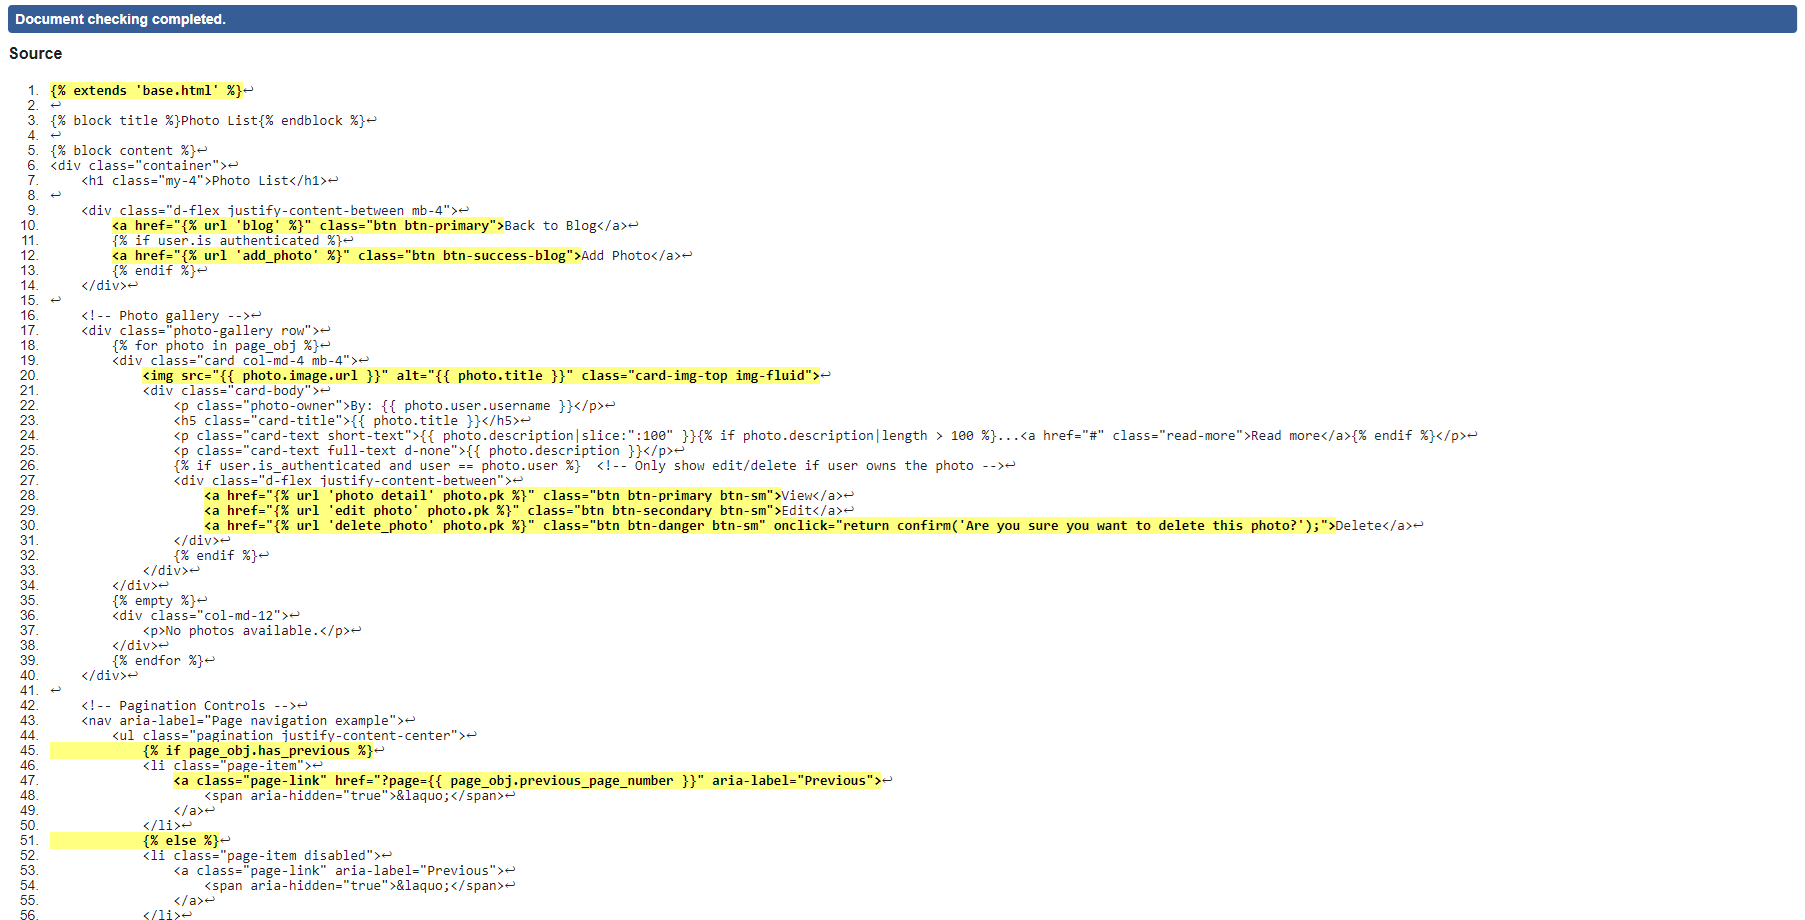 Document checking completed.
Source
1. {% extends 'base.html' %}↩
2. ↩
3. {% block title %}Photo List{% endblock %}↩
4. ↩
5. {% block content %}↩
6. <div class="container">↩
7.     <h1 class="my-4">Photo List</h1>↩
8. ↩
9.     <div class="d-flex justify-content-between mb-4">↩
10.         <a href="{% url 'blog' %}" class="btn btn-primary">Back to Blog</a>↩
11.         {% if user.is_authenticated %}↩
12.         <a href="{% url 'add_photo' %}" class="btn btn-success-blog">Add Photo</a>↩
13.         {% endif %}↩
14.     </div>↩
15. ↩
16.     <!-- Photo gallery -->↩
17.     <div class="photo-gallery row">↩
18.         {% for photo in page_obj %}↩
19.         <div class="card col-md-4 mb-4">↩
20.             <img src="{{ photo.image.url }}" alt="{{ photo.title }}" class="card-img-top img-fluid">↩
21.             <div class="card-body">↩
22.                 <p class="photo-owner">By: {{ photo.user.username }}</p>↩
23.                 <h5 class="card-title">{{ photo.title }}</h5>↩
24.                 <p class="card-text short-text">{{ photo.description|slice:":100" }}{% if photo.description|length > 100 %}...<a href="#" class="read-more">Read more</a>{% endif %}</p>↩
25.                 <p class="card-text full-text d-none">{{ photo.description }}</p>↩
26.                 {% if user.is_authenticated and user == photo.user %}  <!-- Only show edit/delete if user owns the photo -->↩
27.                 <div class="d-flex justify-content-between">↩
28.                     <a href="{% url 'photo_detail' photo.pk %}" class="btn btn-primary btn-sm">View</a>↩
29.                     <a href="{% url 'edit_photo' photo.pk %}" class="btn btn-secondary btn-sm">Edit</a>↩
30.                     <a href="{% url 'delete_photo' photo.pk %}" class="btn btn-danger btn-sm" onclick="return confirm('Are you sure you want to delete this photo?');">Delete</a>↩
31.                 </div>↩
32.                 {% endif %}↩
33.             </div>↩
34.         </div>↩
35.         {% empty %}↩
36.         <div class="col-md-12">↩
37.             <p>No photos available.</p>↩
38.         </div>↩
39.         {% endfor %}↩
40.     </div>↩
41. ↩
42.     <!-- Pagination Controls -->↩
43.     <nav aria-label="Page navigation example">↩
44.         <ul class="pagination justify-content-center">↩
45.             {% if page_obj.has_previous %}↩
46.             <li class="page-item">↩
47.                 <a class="page-link" href="?page={{ page_obj.previous_page_number }}" aria-label="Previous">↩
48.                     <span aria-hidden="true">&laquo;</span>↩
49.                 </a>↩
50.             </li>↩
51.             {% else %}↩
52.             <li class="page-item disabled">↩
53.                 <a class="page-link" aria-label="Previous">↩
54.                     <span aria-hidden="true">&laquo;</span>↩
55.                 </a>↩
56.             </li>↩